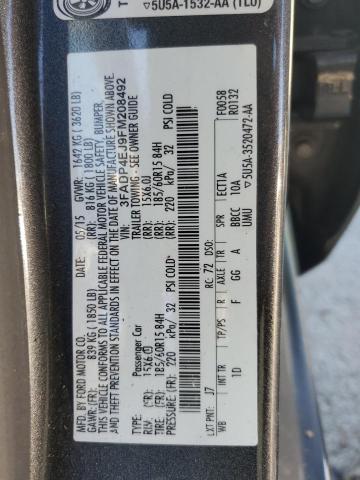 ▽5U5A-1532-AA (TLU)
MFD. BY FORD MOTOR CO.
05/15 GVWR: 1642 KG ( 3620 LB)
GAWR:(FR): 839 KG ( 1850 LB) (RR): 816 KG ( 1800 LB)
THIS VEHICLE CONFORMS TO ALL APPLICABLE FEDERAL MOTOR VEHICLE SAFETY, BUMPER,
AND THEFT PREVENTION STANDARDS IN EFFECT ON THE DATE OF MANUFACTURE SHOWN ABOVE.
VIN: 3FADP4EJ9FM208492
TYPE: Passenger Car TRAILER TOWING - SEE OWNER GUIDE
RIM: (FR): 15X6.0J (RR): 15X6.0J
TIRE: (FR): 185/60R15 84H (RR): 185/60R15 84H
PRESSURE: (FR): 220 kPa/ 32 PSI COLD (RR): 220 kPa/ 32 PSI COLD
F0058
R0132
EXT PNT: J7 RC: 72 DSO:
WB INT TR TP/PS R AXLE TR SPR ECT1A
1D F GG A BBCC 10A
UMU
▽5U5A-3520472-AA